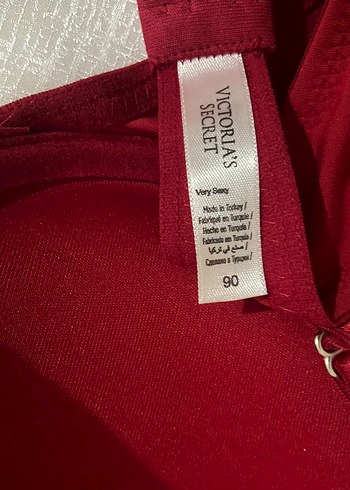 VICTORIA'S
SECRET
Very Sexy
Made in Turkey /
Fabriqué en Turquie /
Hecho en Turquía /
Fabricado em Turquia /
صنع في تركيا /
Сделано в Турции /
90